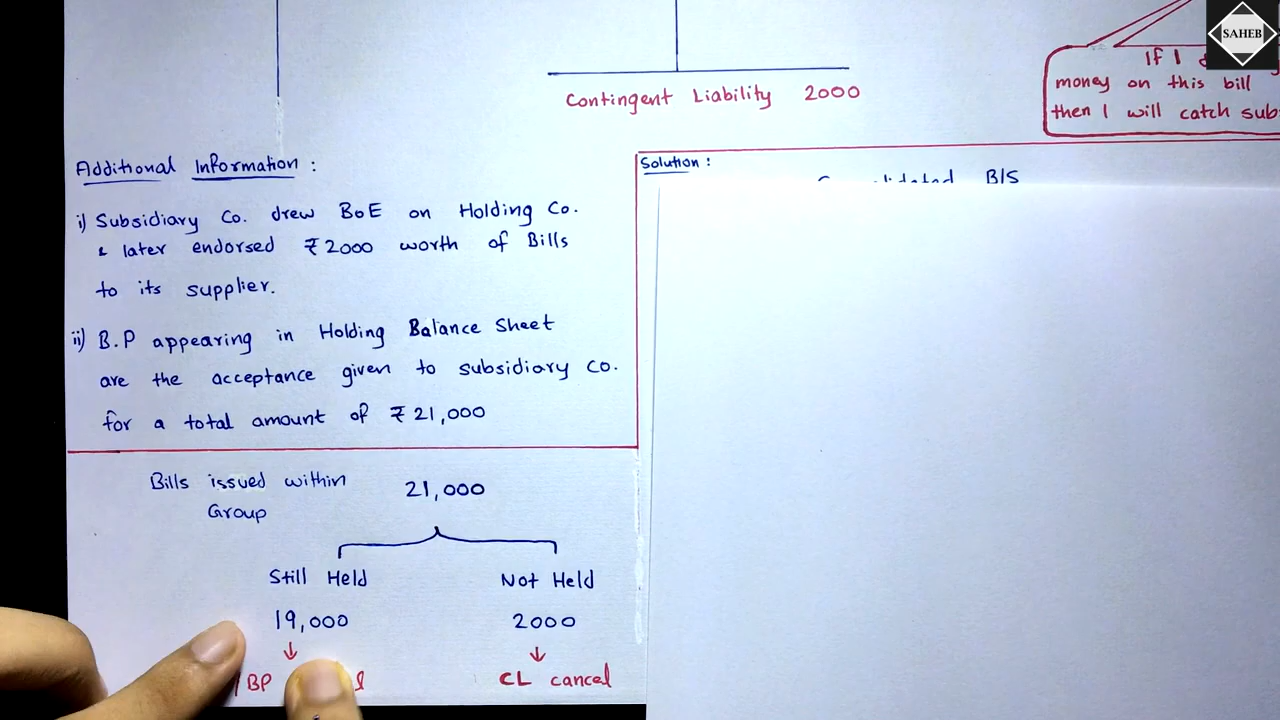 SAHEB
If I
money on this bill
then I will catch
Contingent Liability 2000
Additional Information :
i) Subsidiary Co. drew BoE on Holding Co.
& later endorsed ₹2000 worth of Bills
to its supplier.
ii) B.P appearing in Holding Balance Sheet
are the acceptance given to subsidiary co.
for a total amount of ₹21,000
Solution :
B/S
Bills issued within 21,000
Group
Still Held Not Held
19,000 2000
↓ ↓
BP CL cancel